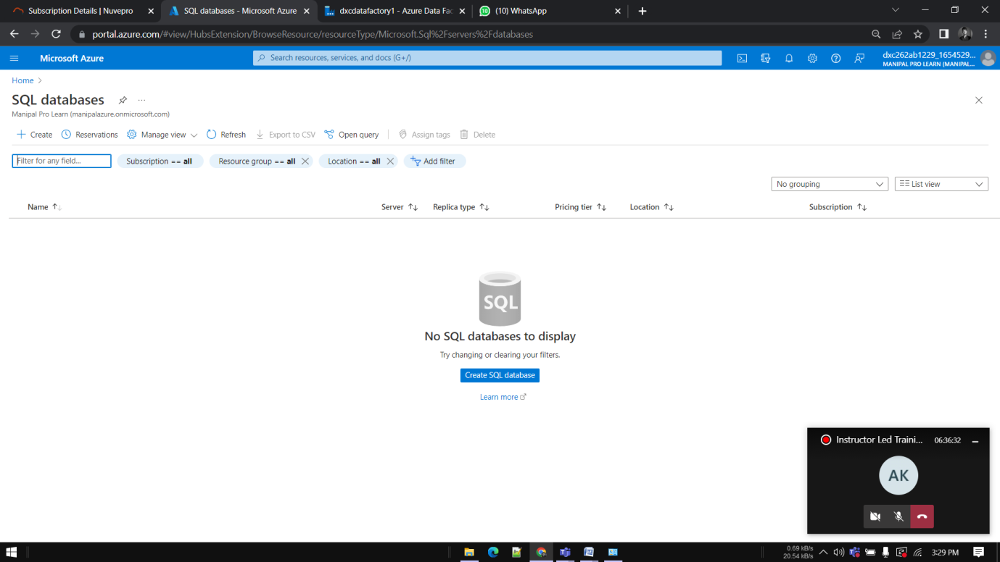 Subscription Details | Nuvepro
SQL databases - Microsoft Azure
dxcdatafactory1 - Azure Data Fac
(10) WhatsApp
portal.azure.com/#view/HubsExtension/BrowseResource/resourceType/Microsoft.Sql%2Fservers%2Fdatabases
Microsoft Azure
Search resources, services, and docs (G+/)
dxc262ab1229_1654529...
MANIPAL PRO LEARN (MANIPAL...
Home
SQL databases
Manipal Pro Learn (manipalazure.onmicrosoft.com)
Create Reservations Manage view Refresh Export to CSV Open query Assign tags Delete
Filter for any field... Subscription == all Resource group == all Location == all Add filter
No grouping List view
Name Server Replica type Pricing tier Location Subscription
SQL
No SQL databases to display
Try changing or clearing your filters.
Create SQL database
Learn more
Instructor Led Traini... 06:36:32
AK
0.69 kB/s
20.54 kB/s
3:29 PM